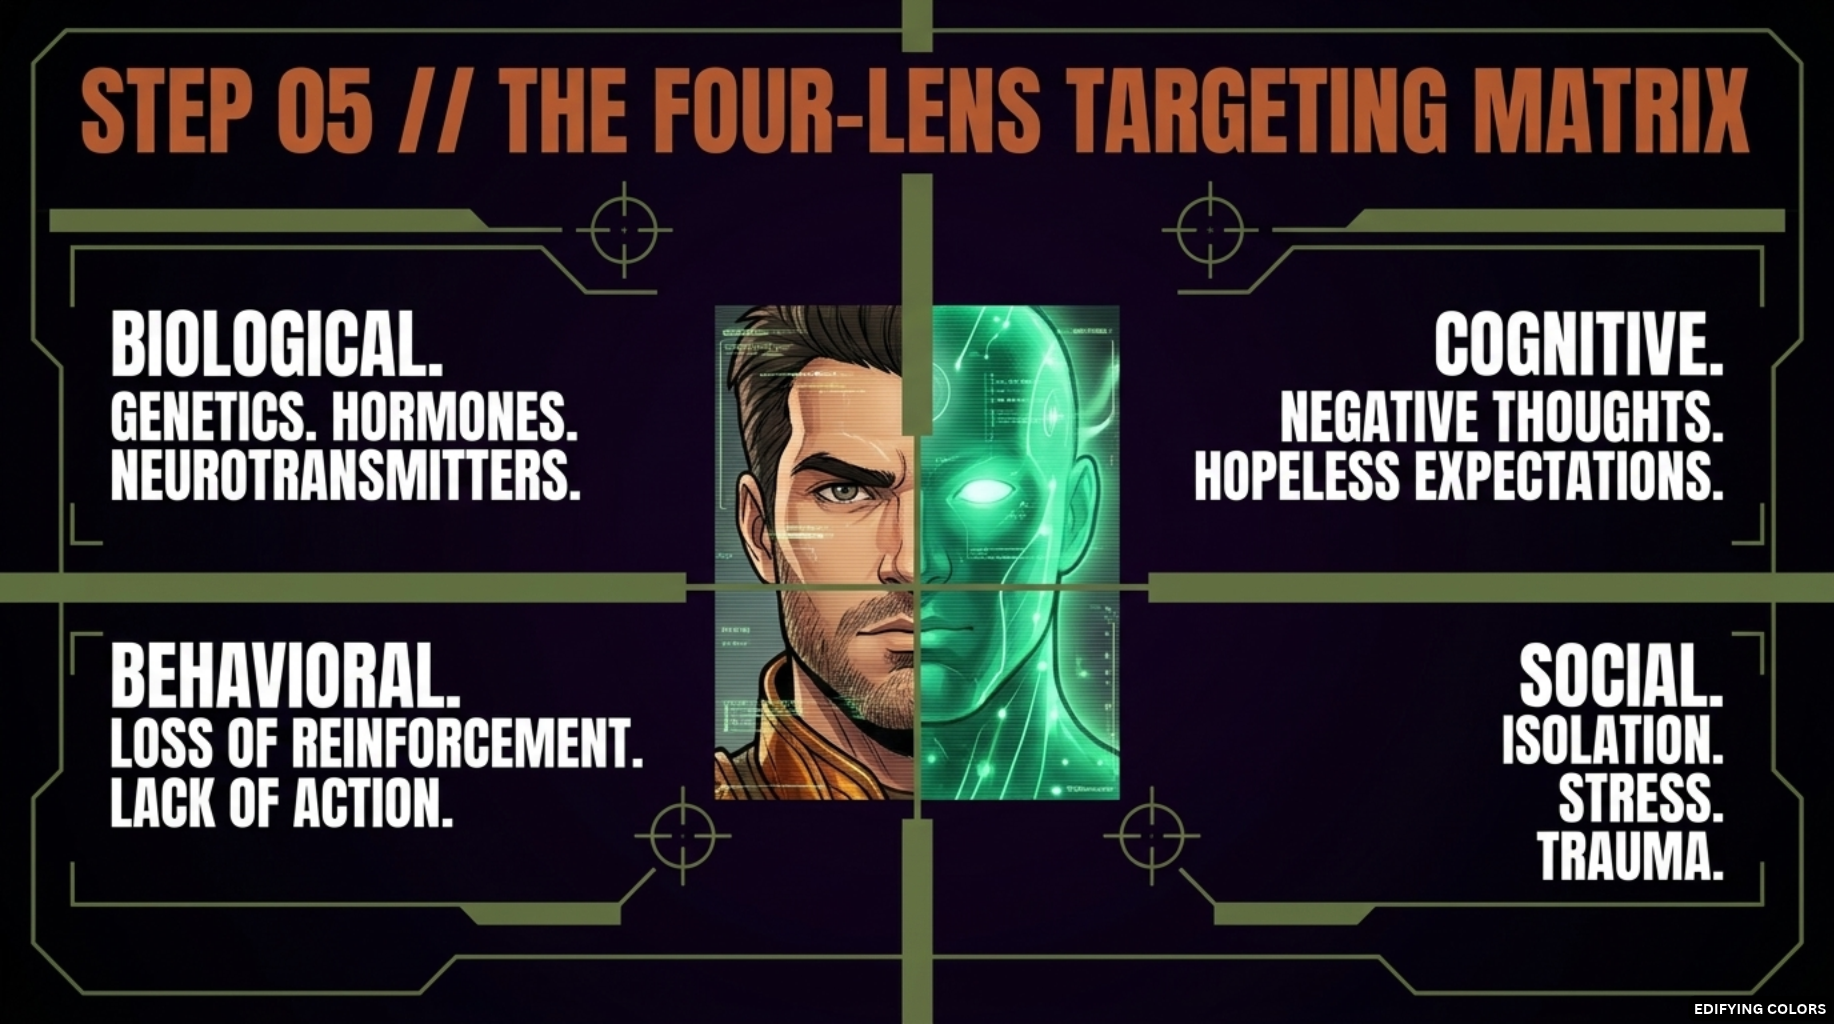 STEP 05 // THE FOUR-LENS TARGETING MATRIX
BIOLOGICAL.
GENETICS. HORMONES.
NEUROTRANSMITTERS.
COGNITIVE.
NEGATIVE THOUGHTS.
HOPELESS EXPECTATIONS.
BEHAVIORAL.
LOSS OF REINFORCEMENT.
LACK OF ACTION.
SOCIAL.
ISOLATION.
STRESS.
TRAUMA.
EDIFYING COLORS